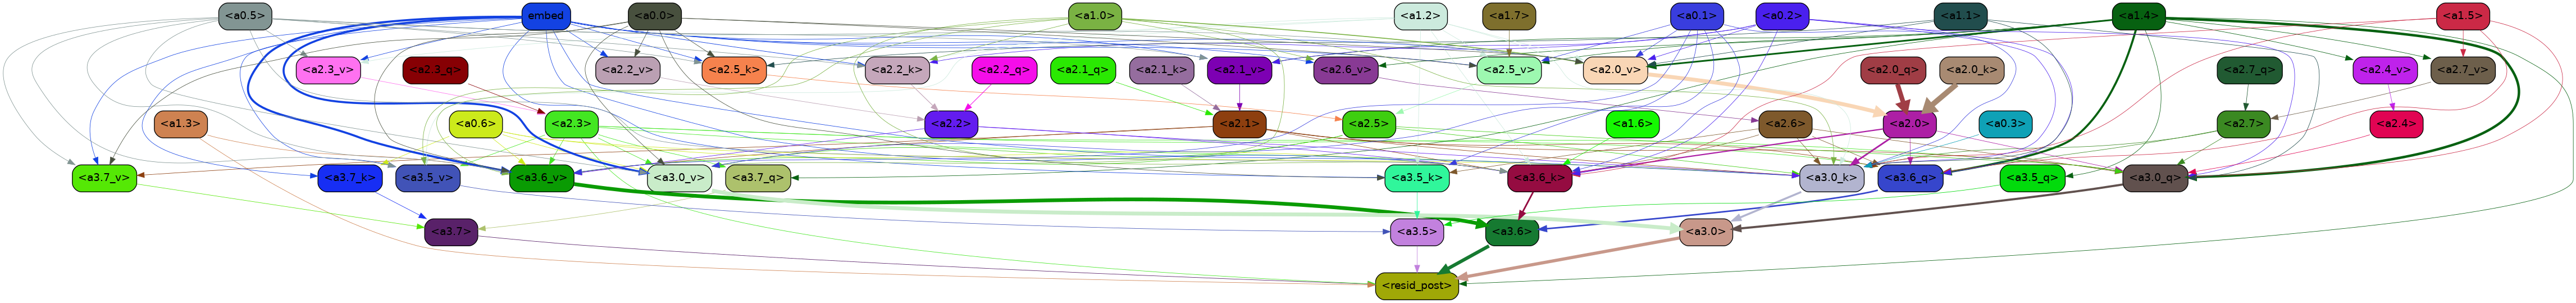 <a0.5> embed <a0.0> <a1.0> <a1.2> <a1.7> <a0.1> <a0.2> <a1.1> <a1.4> <a1.5>
<a2.3_v> <a2.3_q> <a2.2_v> <a2.5_k> <a2.2_k> <a2.2_q> <a2.1_q> <a2.1_k> <a2.1_v> <a2.6_v> <a2.5_v> <a2.0_v> <a2.0_q> <a2.0_k> <a2.7_q> <a2.4_v> <a2.7_v>
<a1.3> <a0.6> <a2.3> <a2.2> <a2.1> <a2.5> <a1.6> <a2.6> <a2.0> <a0.3> <a2.7> <a2.4>
<a3.7_v> <a3.7_k> <a3.5_v> <a3.6_v> <a3.0_v> <a3.7_q> <a3.5_k> <a3.6_k> <a3.0_k> <a3.6_q> <a3.5_q> <a3.0_q>
<a3.7> <a3.5> <a3.6> <a3.0>
<resid_post>